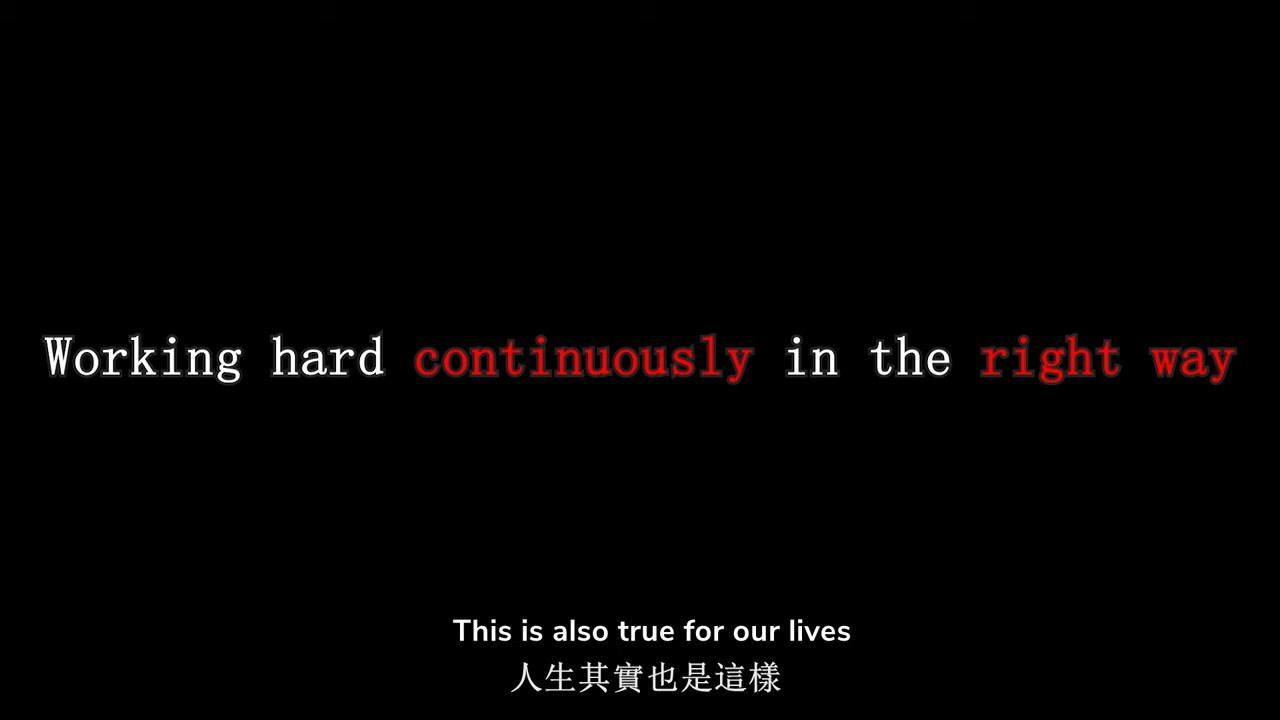 Working hard continuously in the right way
This is also true for our lives
人生其實也是這樣